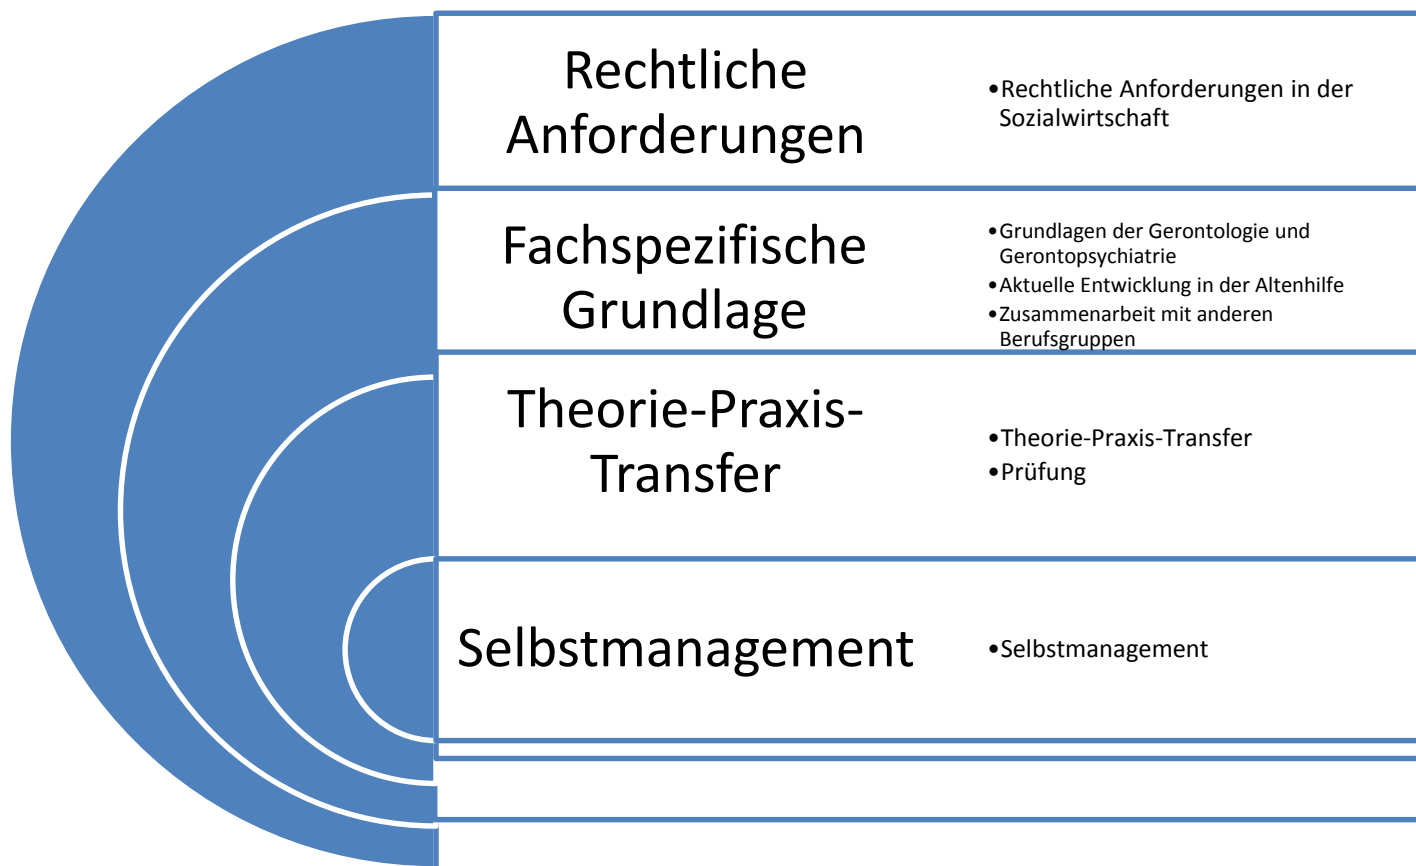 Rechtliche
Anforderungen
•Rechtliche Anforderungen in der
Sozialwirtschaft
Fachspezifische
Grundlage
•Grundlagen der Gerontologie und
Gerontopsychiatrie
•Aktuelle Entwicklung in der Altenhilfe
•Zusammenarbeit mit anderen
Berufsgruppen
Theorie-Praxis-
Transfer
•Theorie-Praxis-Transfer
•Prüfung
Selbstmanagement
•Selbstmanagement